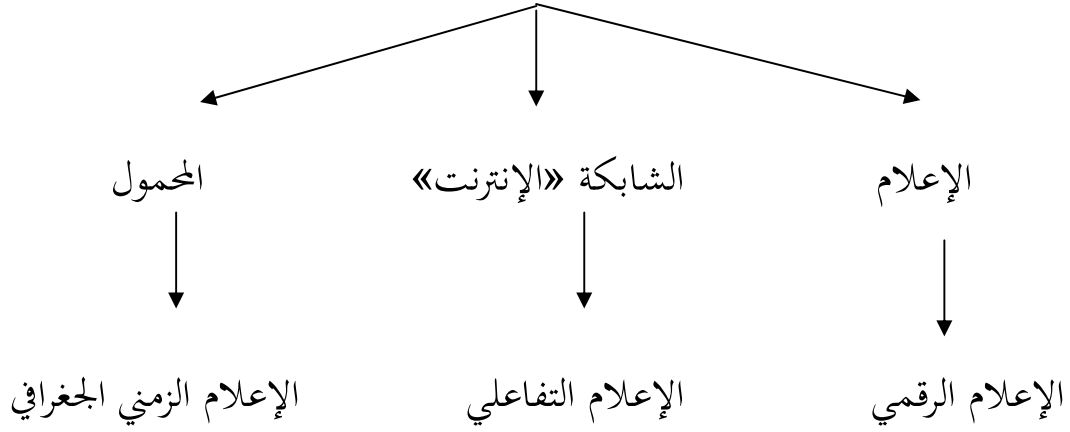 الإعلام الشابكة «الإنترنت» المحمول
الإعلام الرقمي الإعلام التفاعلي الإعلام الزمني الجغرافي